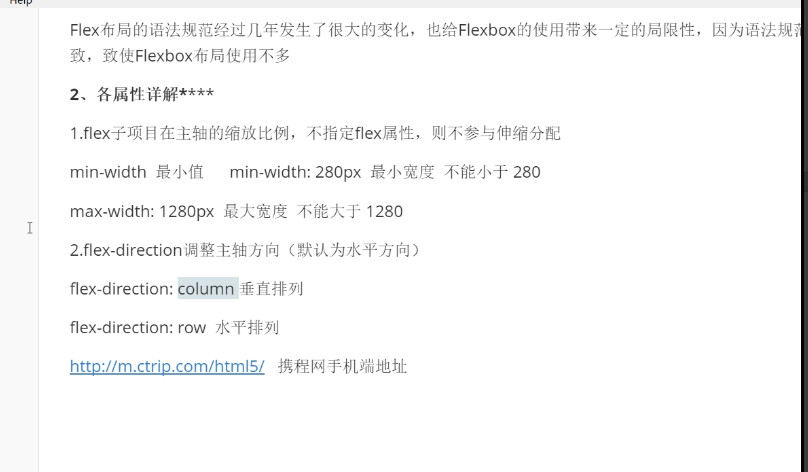 Help
Flex布局的语法规范经过几年发生了很大的变化，也给Flexbox的使用带来一定的局限性，因为语法规范
致，致使Flexbox布局使用不多
2、各属性详解****
1.flex子项目在主轴的缩放比例，不指定flex属性，则不参与伸缩分配
min-width 最小值 min-width: 280px 最小宽度 不能小于 280
max-width: 1280px 最大宽度 不能大于 1280
2.flex-direction调整主轴方向（默认为水平方向）
flex-direction: column 垂直排列
flex-direction: row 水平排列
http://m.ctrip.com/html5/ 携程网手机端地址